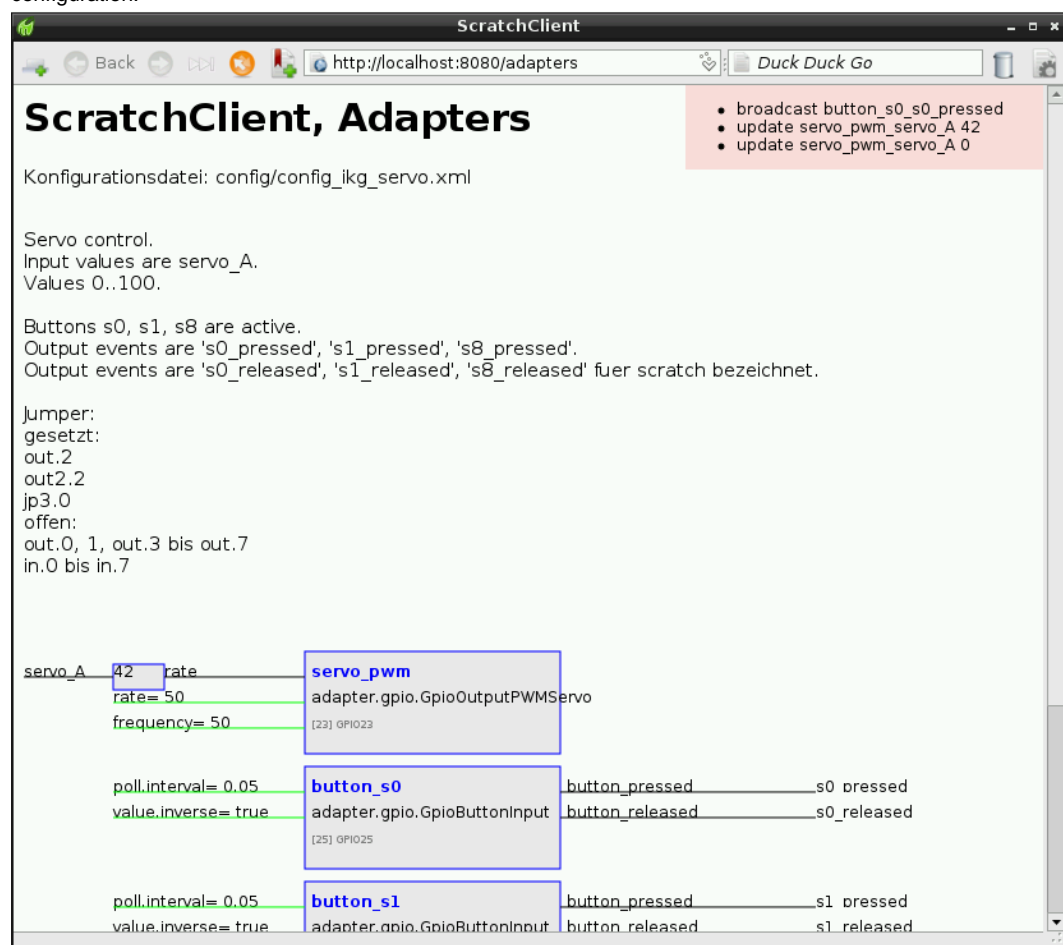 configuration.
ScratchClient
Back http://localhost:8080/adapters Duck Duck Go
ScratchClient, Adapters
• broadcast button_s0_s0_pressed
• update servo_pwm_servo_A 42
• update servo_pwm_servo_A 0
Konfigurationsdatei: config/config_ikg_servo.xml
Servo control.
Input values are servo_A.
Values 0..100.
Buttons s0, s1, s8 are active.
Output events are 's0_pressed', 's1_pressed', 's8_pressed'.
Output events are 's0_released', 's1_released', 's8_released' fuer scratch bezeichnet.
Jumper:
gesetzt:
out.2
out2.2
jp3.0
offen:
out.0, 1, out.3 bis out.7
in.0 bis in.7
servo_A 42 rate servo_pwm
rate= 50 adapter.gpio.GpioOutputPWMServo
frequency= 50 [23] GPIO23
poll.interval= 0.05 button_s0 button_pressed s0_pressed
value.inverse= true adapter.gpio.GpioButtonInput button_released s0_released
[25] GPIO25
poll.interval= 0.05 button_s1 button_pressed s1_pressed
value.inverse= true adapter.gpio.GpioButtonInput button_released s1_released